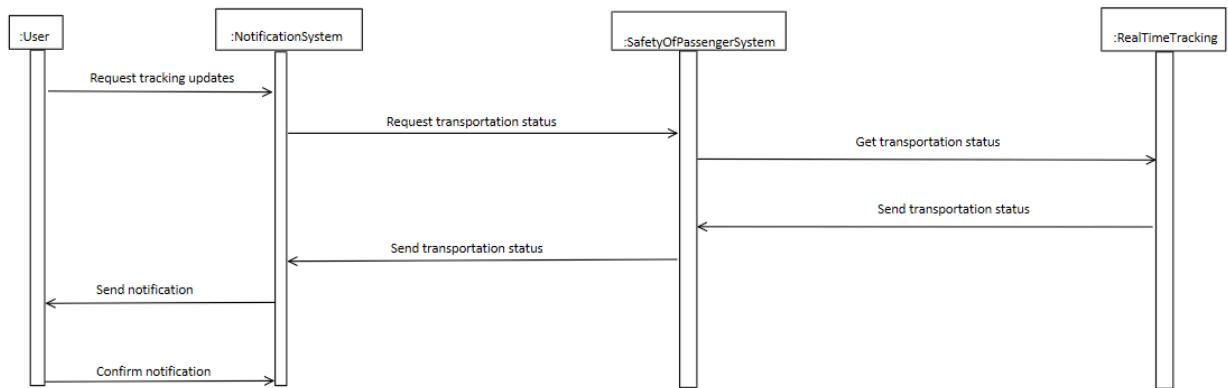 :User
:NotificationSystem
:SafetyOfPassengerSystem
:RealTimeTracking
Request tracking updates
Request transportation status
Get transportation status
Send transportation status
Send transportation status
Send notification
Confirm notification